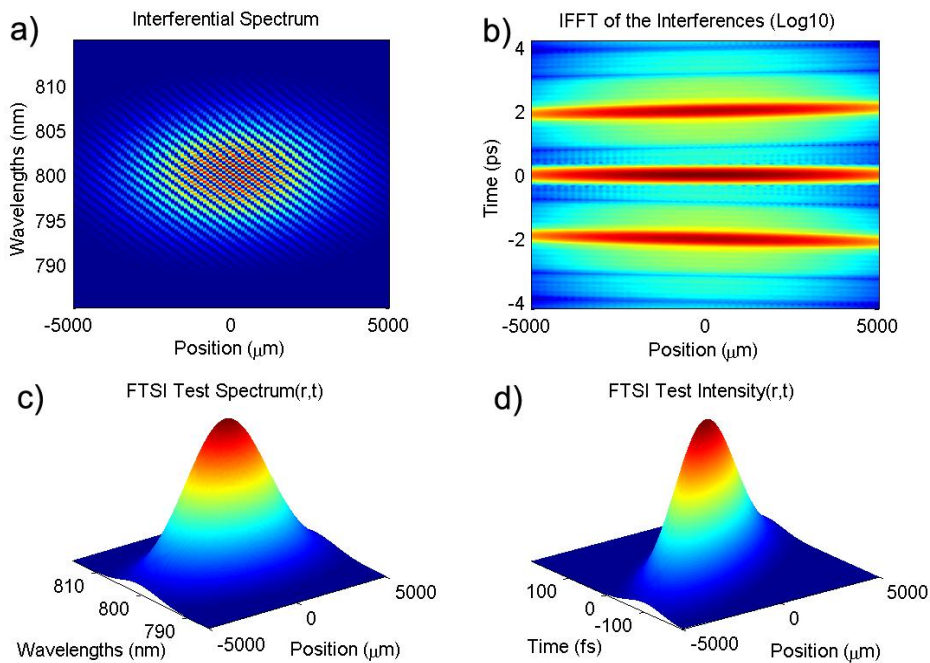 a)
Interferential Spectrum
Wavelengths (nm)
810
805
800
795
790
-5000
0
5000
Position (μm)
b)
IFFT of the Interferences (Log10)
Time (ps)
4
2
0
-2
-4
-5000
0
5000
Position (μm)
c)
FTSI Test Spectrum(r,t)
810
800
790
Wavelengths (nm)
-5000
0
5000
Position (μm)
d)
FTSI Test Intensity(r,t)
100
0
-100
Time (fs)
-5000
0
5000
Position (μm)